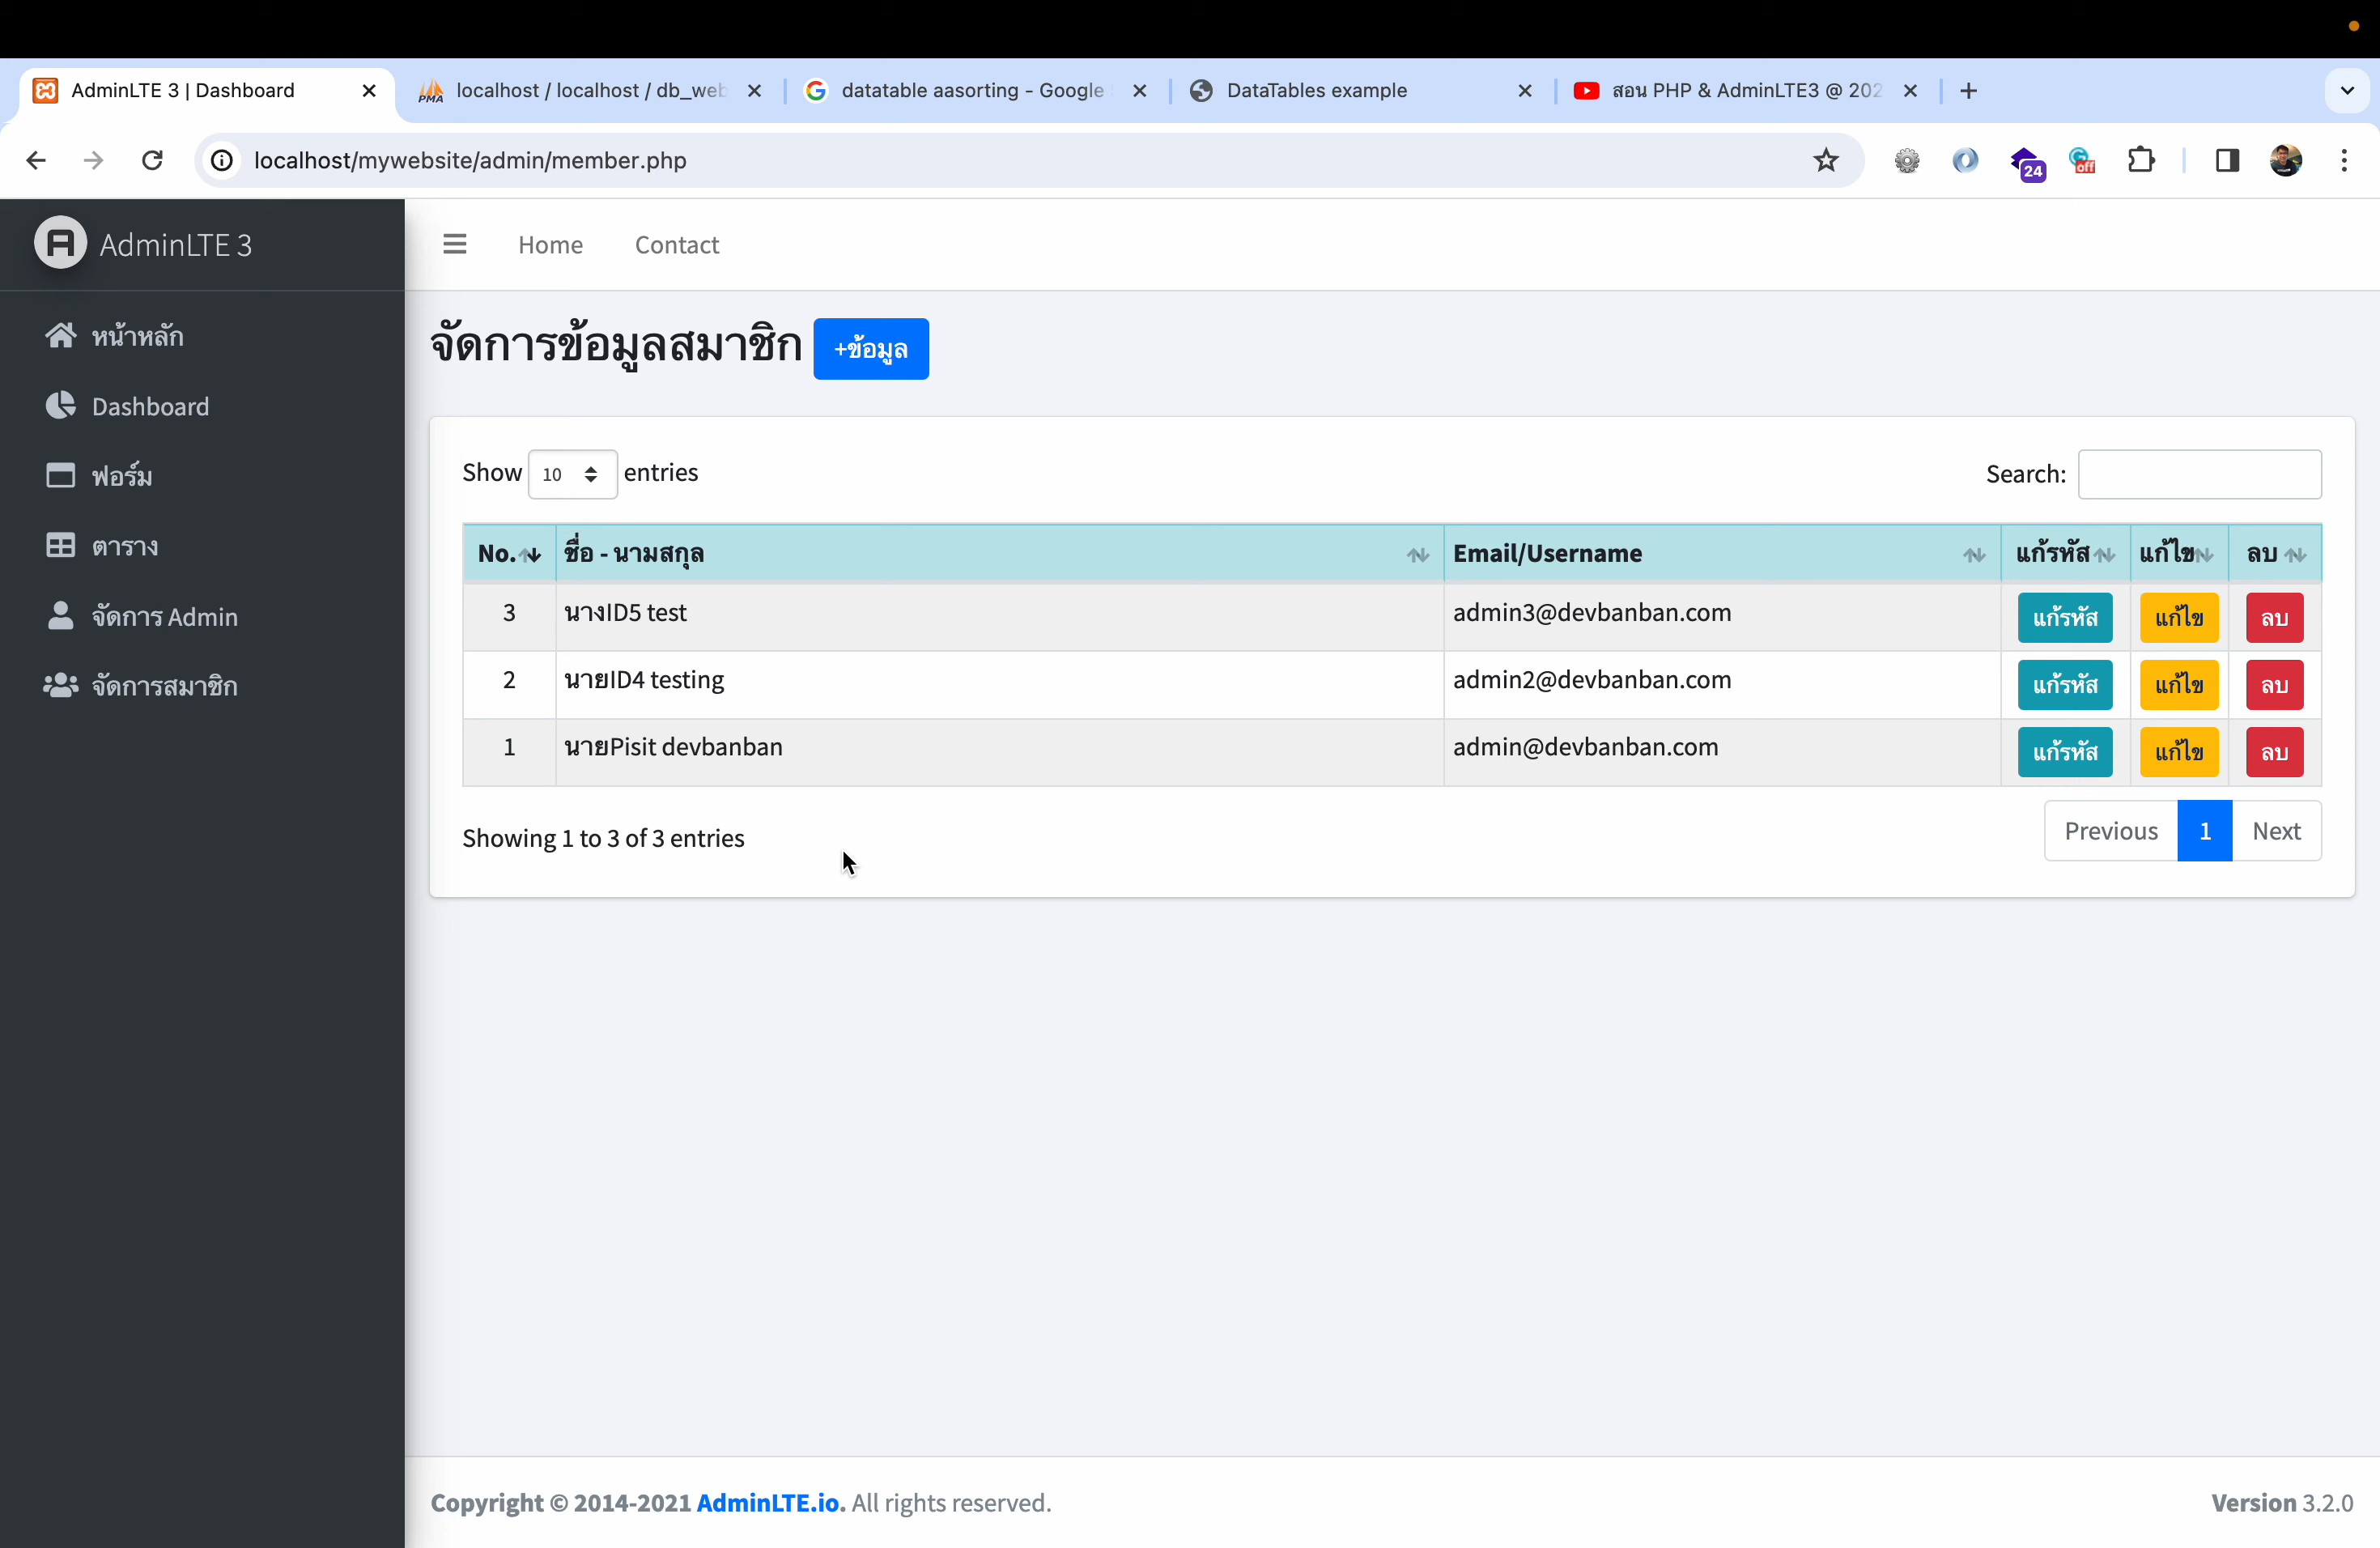 AdminLTE 3 | Dashboard
PMA
localhost / localhost / db_web
datatable aasorting - Google
DataTables example
สอน PHP & AdminLTE3 @ 202
localhost/mywebsite/admin/member.php
24
off
AdminLTE 3
Home
Contact
หน้าหลัก
Dashboard
ฟอร์ม
ตาราง
จัดการ Admin
จัดการสมาชิก
จัดการข้อมูลสมาชิก +ข้อมูล
Show 10 entries
Search:
No. ชื่อ - นามสกุล Email/Username แก้รหัส แก้ไข ลบ
3 นางID5 test admin3@devbanban.com แก้รหัส แก้ไข ลบ
2 นายID4 testing admin2@devbanban.com แก้รหัส แก้ไข ลบ
1 นายPisit devbanban admin@devbanban.com แก้รหัส แก้ไข ลบ
Showing 1 to 3 of 3 entries
Previous 1 Next
Copyright © 2014-2021 AdminLTE.io. All rights reserved.
Version 3.2.0